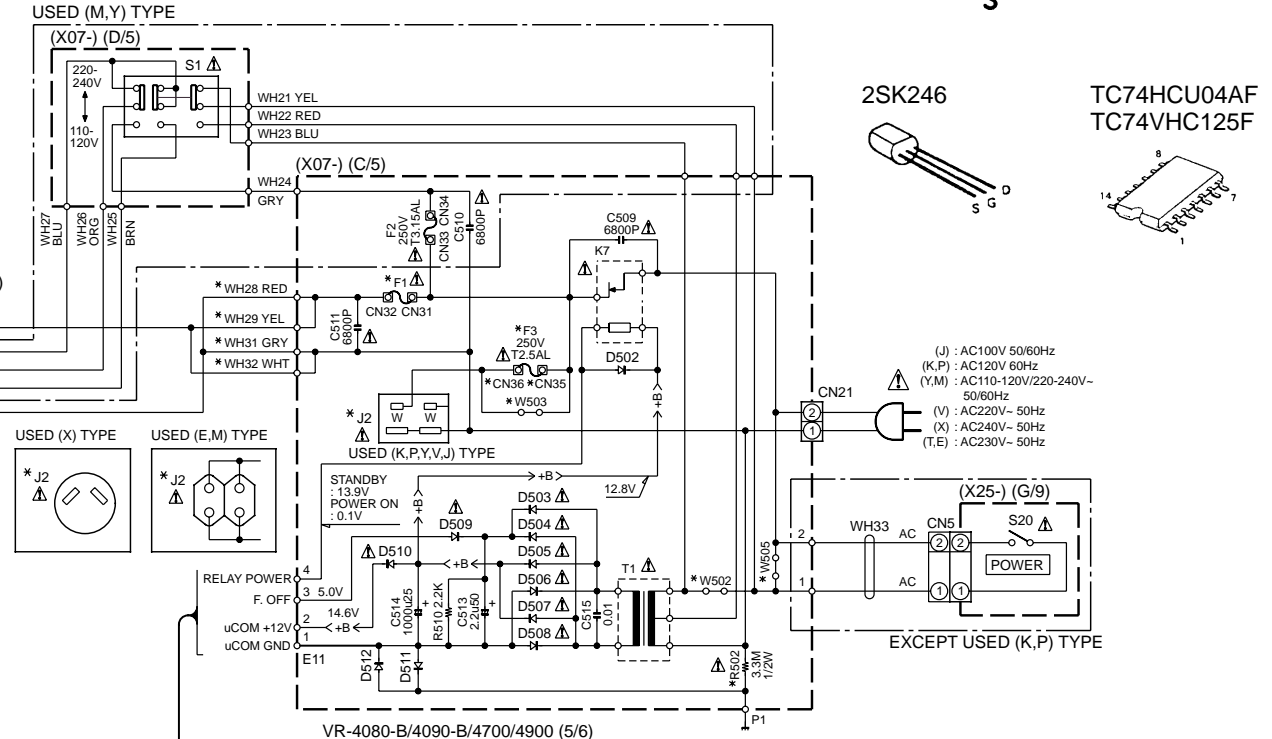 USED (M,Y) TYPE
(X07-) (D/5)
220-
240V
110-
120V
S1
WH21 YEL
WH22 RED
WH23 BLU
WH24
GRY
WH27
BLU
WH26
ORG
WH25
BRN
(X07-) (C/5)
F2
250V
T3.15AL
CN33 CN34
C510
6800P
* WH28 RED
* WH29 YEL
* WH31 GRY
* WH32 WHT
* F1
CN32 CN31
C511
6800P
C509
6800P
K7
*F3
250V
T2.5AL
*CN36 *CN35
*W503
D502
+B
* J2
W W
USED (K,P,Y,V,J) TYPE
CN21
2
1
(J) : AC100V 50/60Hz
(K,P) : AC120V 60Hz
(Y,M) : AC110-120V/220-240V~
50/60Hz
(V) : AC220V~ 50Hz
(X) : AC240V~ 50Hz
(T,E) : AC230V~ 50Hz
USED (X) TYPE
* J2
USED (E,M) TYPE
* J2
STANDBY
: 13.9V
POWER ON
: 0.1V
+B
+B
12.8V
D503
D504
D505
D506
D507
D508
D509
D510
+B
RELAY POWER
4
F. OFF
3
5.0V
uCOM +12V
2
14.6V
+B
uCOM GND
1
E11
C514
1000u25
R510 2.2K
C513
2.2u50
C515
0.01
T1
* W502
D512
D511
*R502
3.3M
1/2W
P1
* W505
2
1
WH33
AC
AC
CN5
2 2
1 1
(X25-) (G/9)
S20
POWER
EXCEPT USED (K,P) TYPE
VR-4080-B/4090-B/4700/4900 (5/6)
2SK246
D
G
S
TC74HCU04AF
TC74VHC125F
8
14
7
1